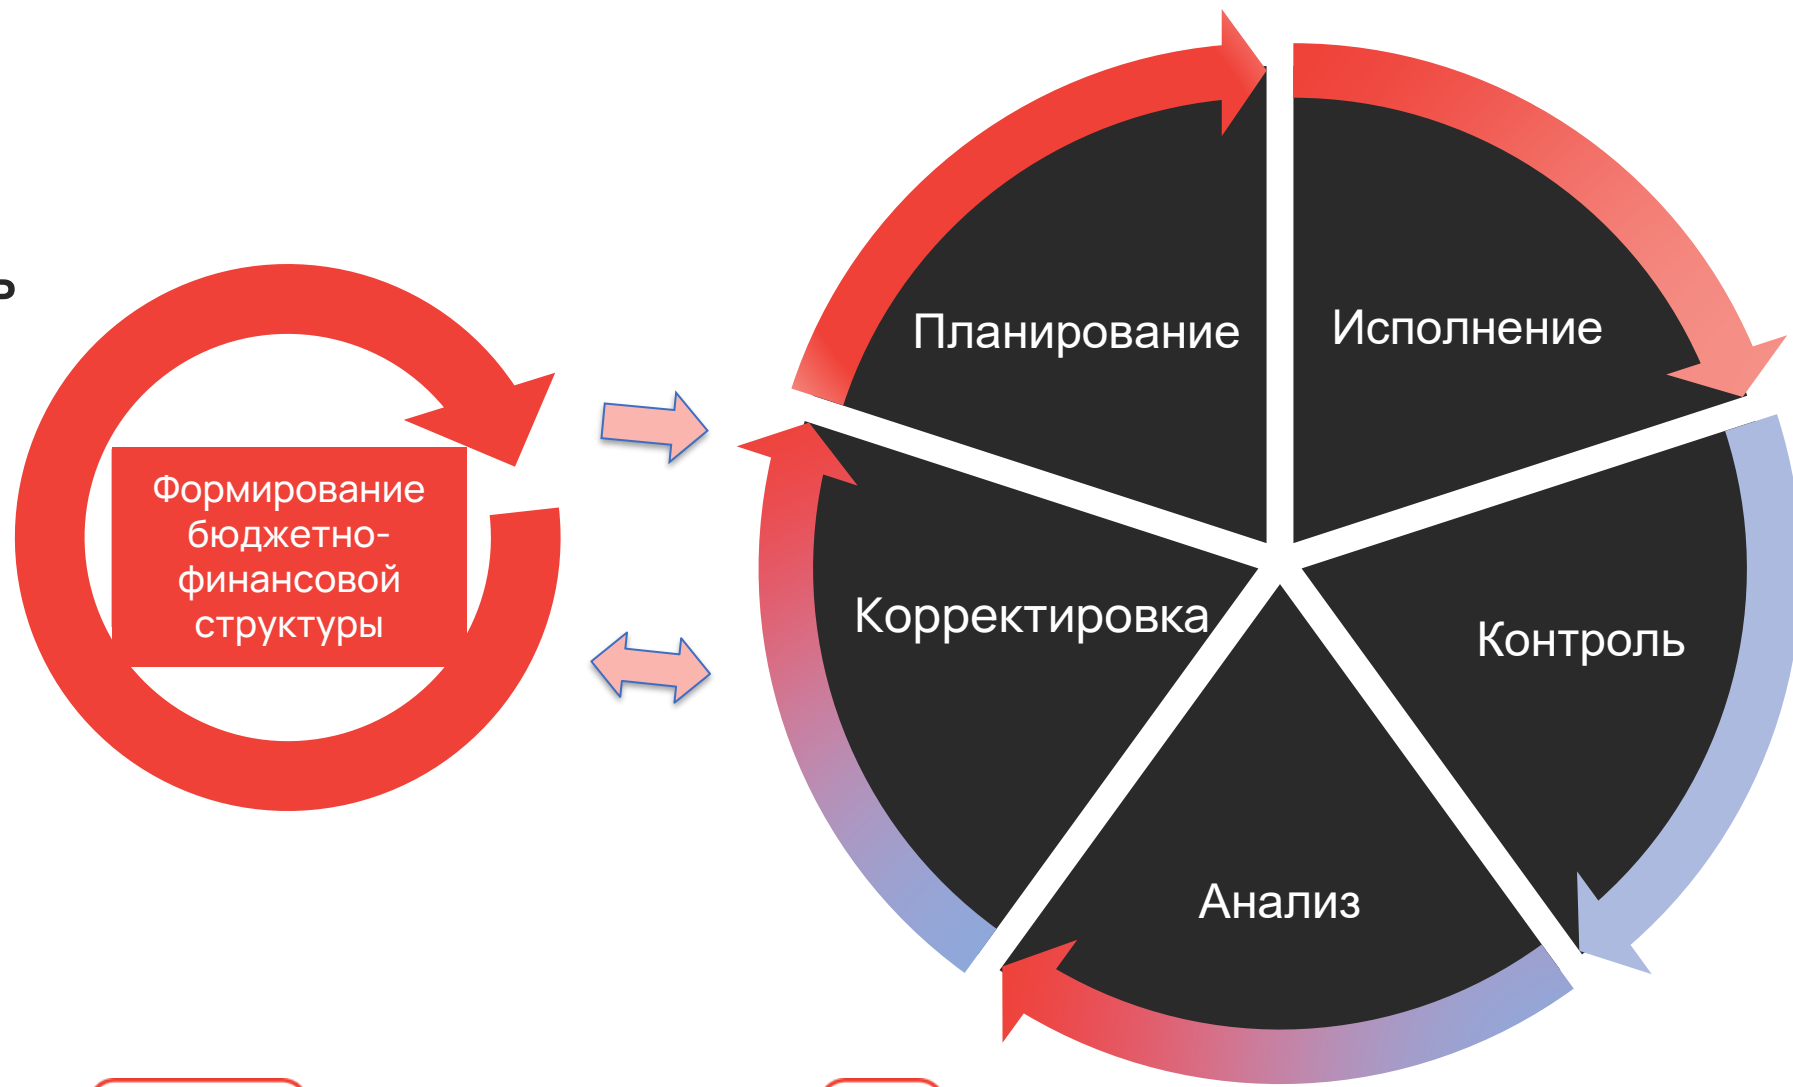 ь
Формирование
бюджетно-
финансовой
структуры
Планирование
Исполнение
Корректировка
Контроль
Анализ